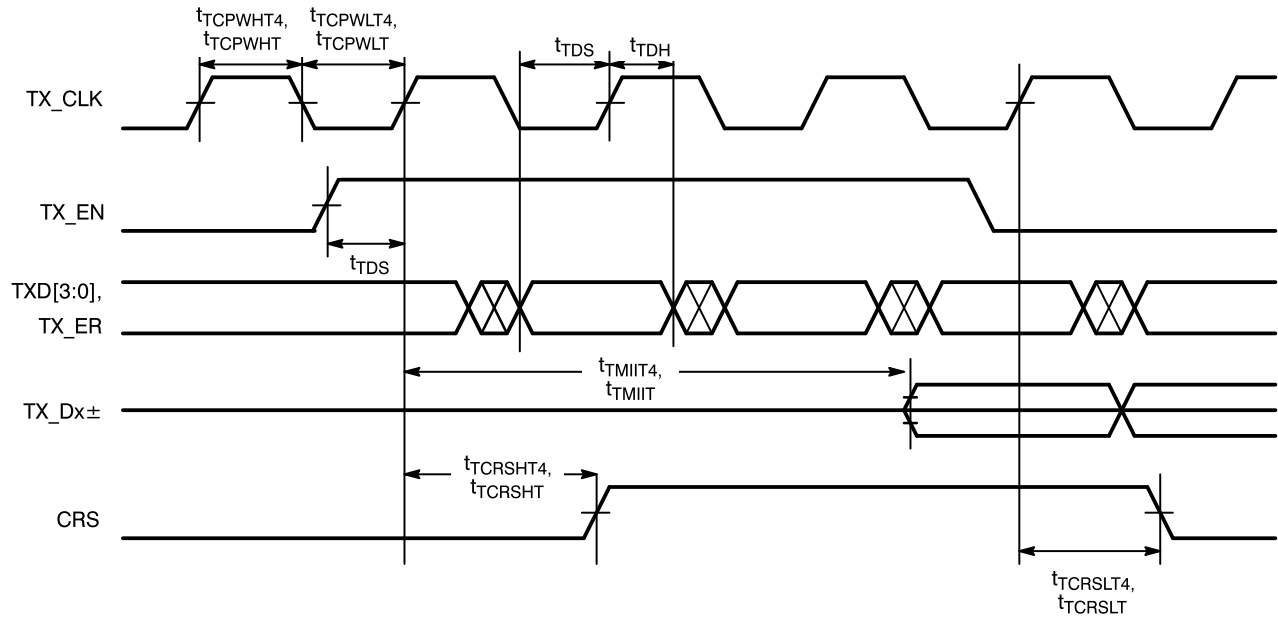 tTCPWHT4,
tTCPWHT
tTCPWLT4,
tTCPWLT
tTDS
tTDH
TX_CLK
TX_EN
tTDS
TXD[3:0],
TX_ER
tTMIIT4,
tTMIIT
TX_Dx±
tTCRSHT4,
tTCRSHT
CRS
tTCRSLT4,
tTCRSLT